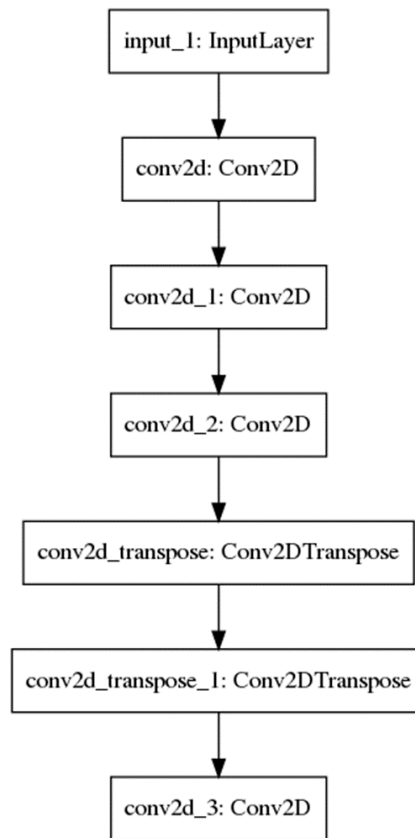 input_1: InputLayer
conv2d: Conv2D
conv2d_1: Conv2D
conv2d_2: Conv2D
conv2d_transpose: Conv2DTranspose
conv2d_transpose_1: Conv2DTranspose
conv2d_3: Conv2D